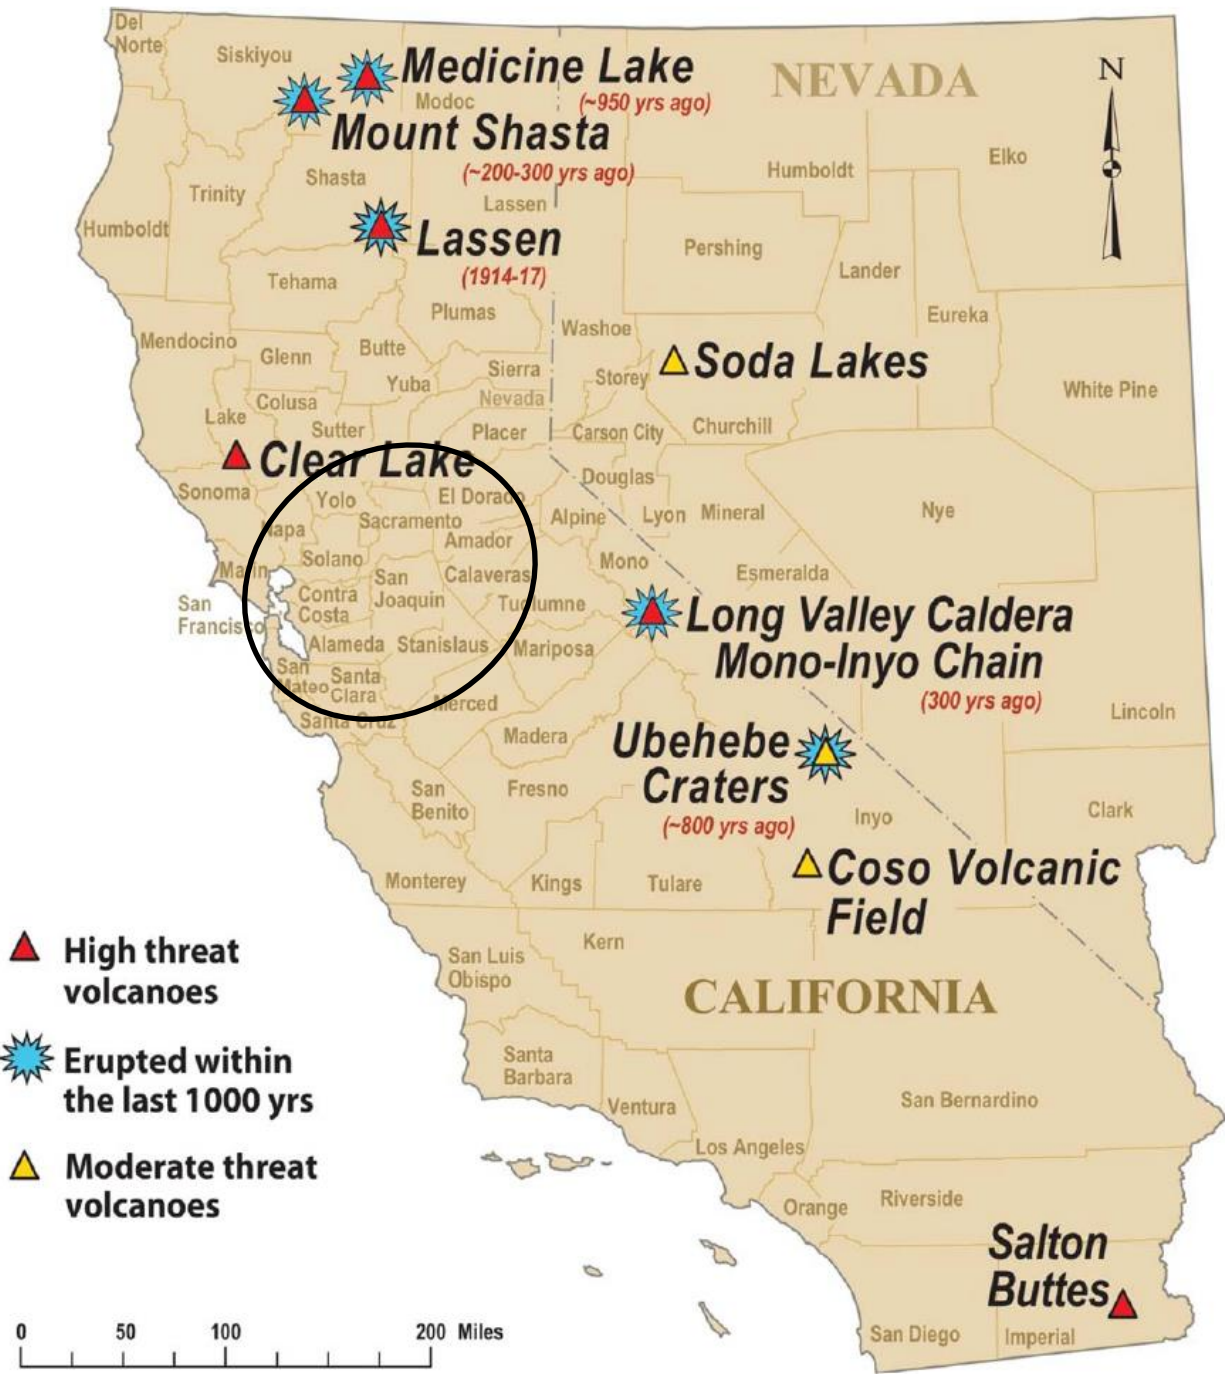 Del
Norte
Siskiyou
Medicine Lake
Modoc
(~950 yrs ago)
NEVADA
N
Mount Shasta
(~200-300 yrs ago)
Humboldt
Elko
Shasta
Trinity
Lassen
Humboldt
Lassen
(1914-17)
Pershing
Lander
Tehama
Plumas
Eureka
Mendocino
Washoe
Glenn
Butte
Sierra
Soda Lakes
Storey
Yuba
Nevada
White Pine
Colusa
Lake
Sutter
Placer
Carson City
Churchill
Clear Lake
Douglas
Sonoma
Yolo
El Dorado
Napa
Sacramento
Alpine
Lyon
Mineral
Nye
Amador
Solano
Mono
Marin
San
Joaquin
Calaveras
Esmeralda
Contra
Costa
San
Francisco
Tuolumne
Long Valley Caldera
Mono-Inyo Chain
(300 yrs ago)
Alameda
Stanislaus
Mariposa
San
Mateo
Santa
Clara
Merced
Santa Cruz
Lincoln
Madera
Ubehebe
Craters
(~800 yrs ago)
San
Benito
Fresno
Inyo
Clark
Coso Volcanic
Field
Monterey
Kings
Tulare
High threat
volcanoes
Kern
San Luis
Obispo
CALIFORNIA
Erupted within
the last 1000 yrs
Santa
Barbara
Ventura
San Bernardino
Los Angeles
Moderate threat
volcanoes
Orange
Riverside
Salton
Buttes
San Diego
Imperial
0 50 100 200 Miles